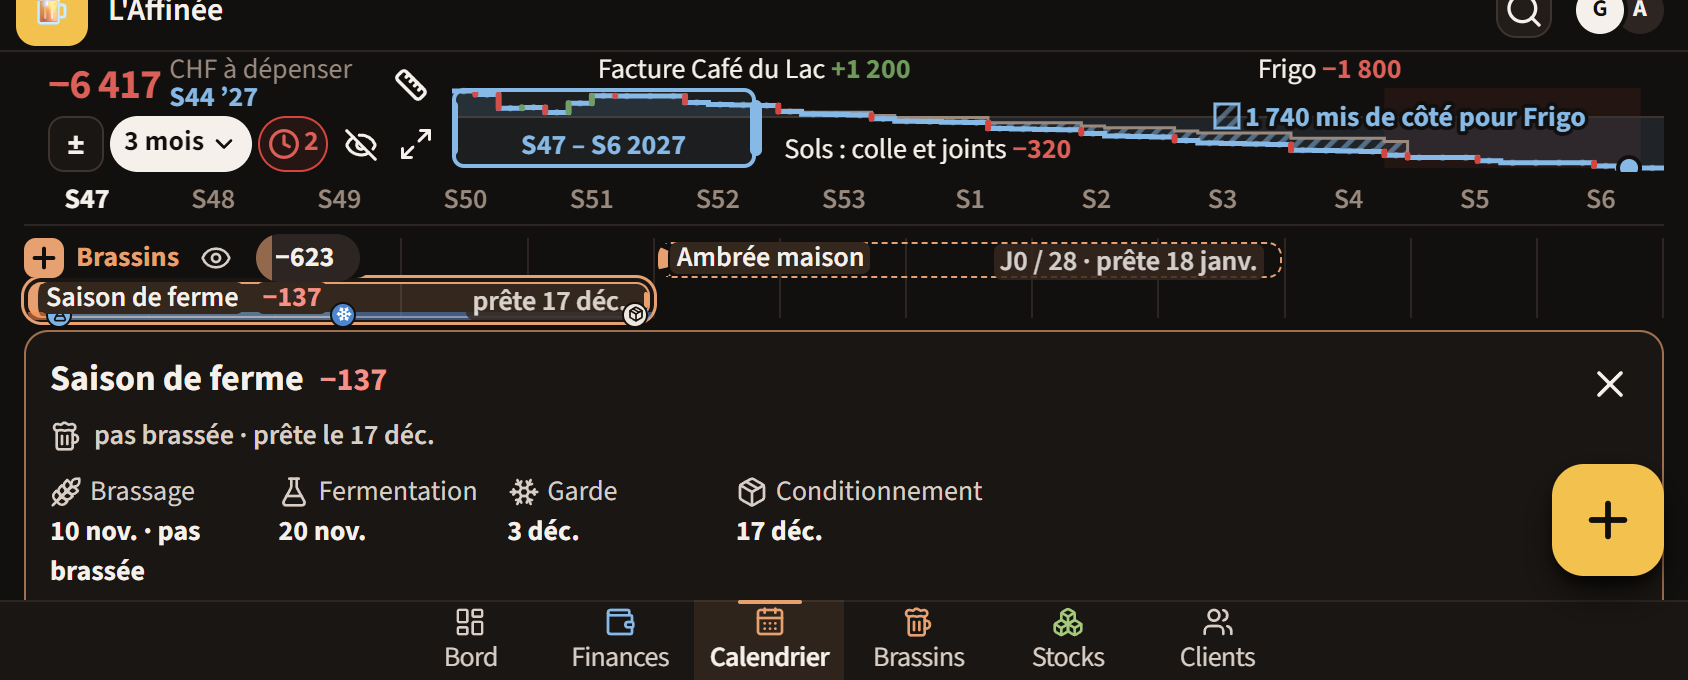 L'Affinée
G A
−6 417 CHF à dépenser
S44 ’27
Facture Café du Lac +1 200
Frigo −1 800
1 740 mis de côté pour Frigo
± 3 mois 2
S47 – S6 2027
Sols : colle et joints −320
S47 S48 S49 S50 S51 S52 S53 S1 S2 S3 S4 S5 S6
Brassins −623
Ambrée maison J0 / 28 · prête 18 janv.
Saison de ferme −137 prête 17 déc.
Saison de ferme −137
pas brassée · prête le 17 déc.
Brassage Fermentation Garde Conditionnement
10 nov. · pas brassée 20 nov. 3 déc. 17 déc.
Bord Finances Calendrier Brassins Stocks Clients